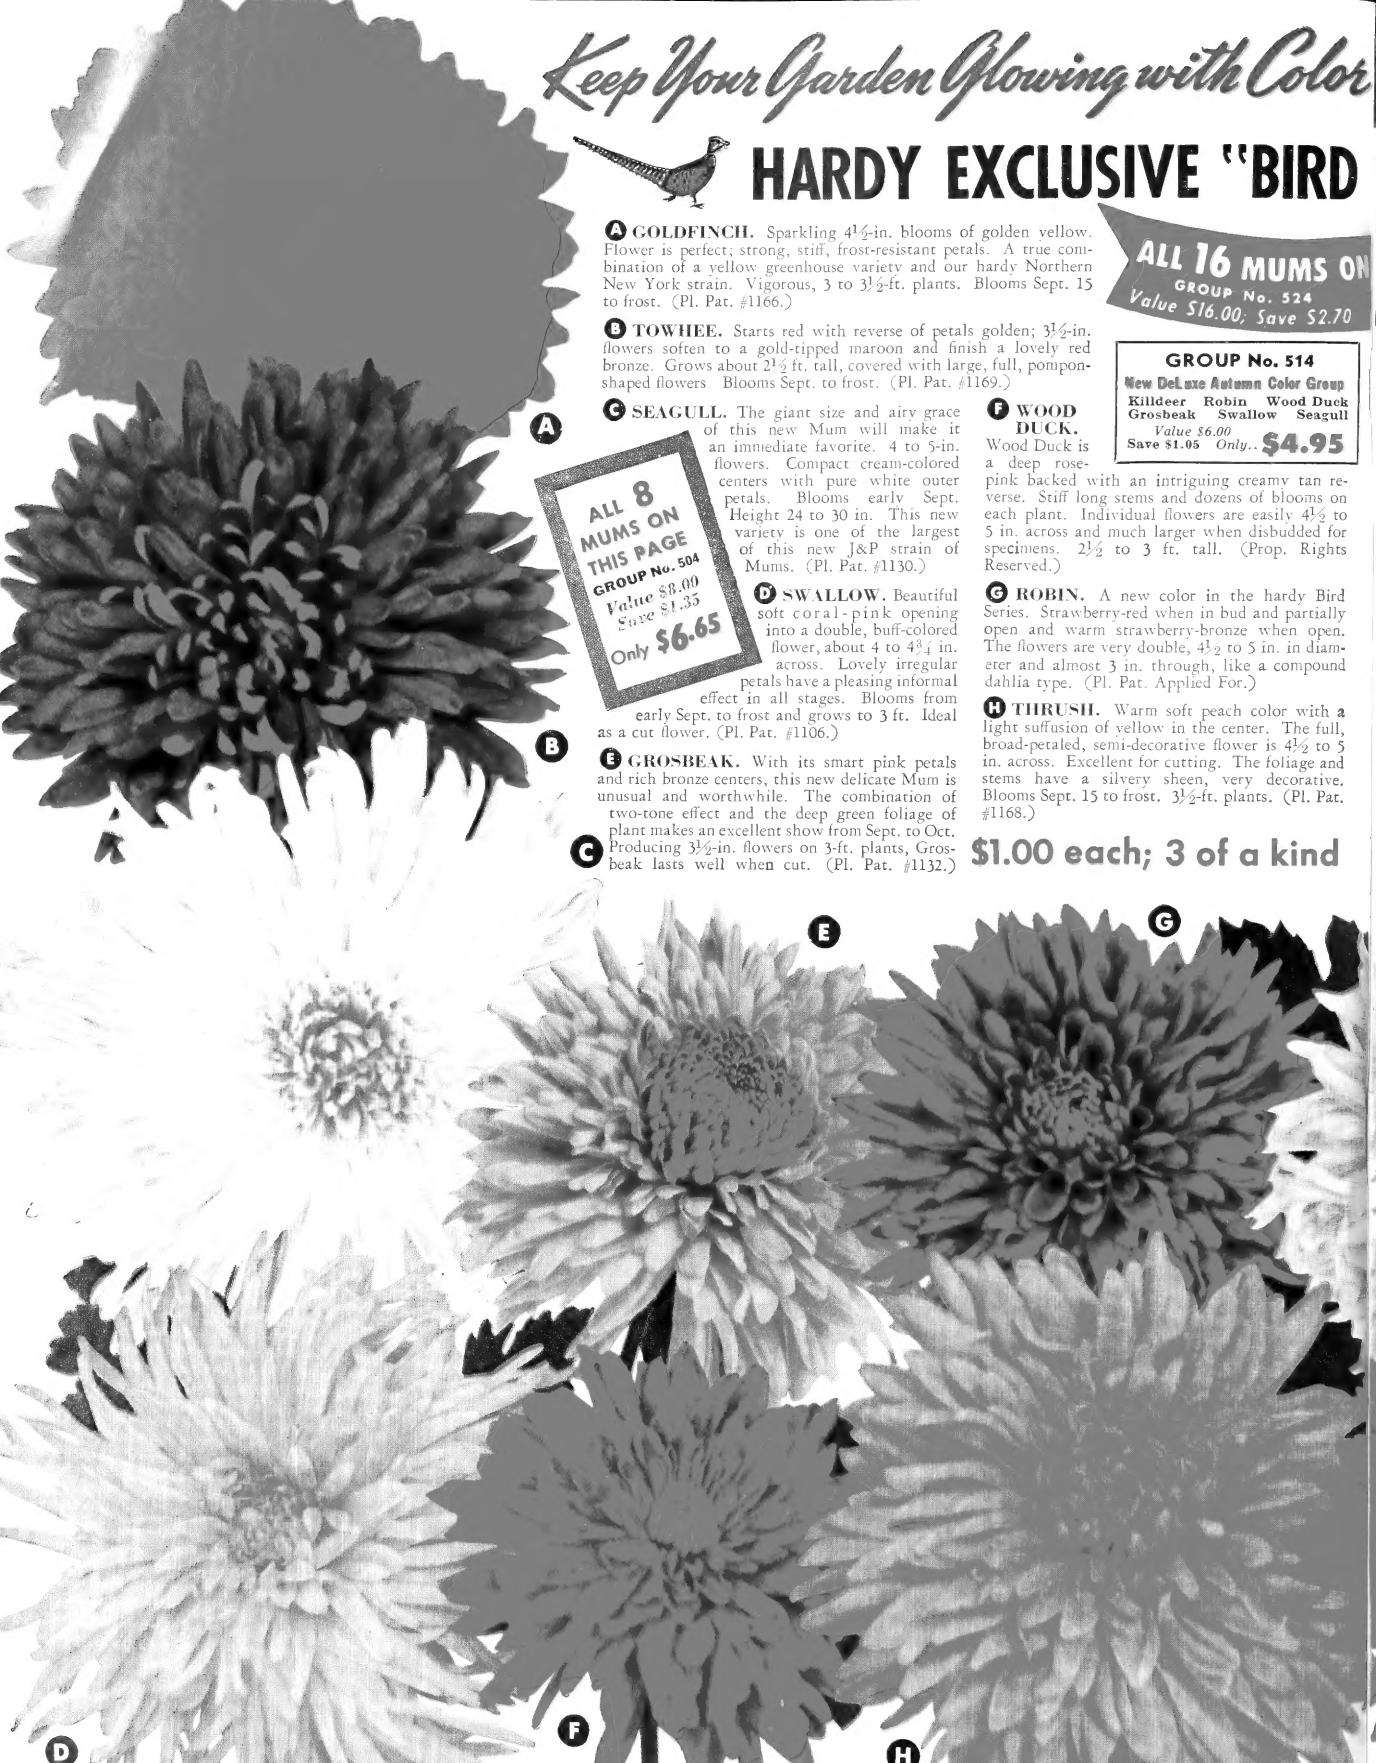 Keep Your Garden Glowing with Color
HARDY EXCLUSIVE "BIRD
A GOLDFINCH. Sparkling 4½-in. blooms of golden yellow.
Flower is perfect; strong, stiff, frost-resistant petals. A true com-
bination of a yellow greenhouse variety and our hardy Northern
New York strain. Vigorous, 3 to 3½-ft. plants. Blooms Sept. 15
to frost. (Pl. Pat. #1166.)
B TOWHEE. Starts red with reverse of petals golden; 3½-in.
flowers soften to a gold-tipped maroon and finish a lovely red
bronze. Grows about 2½ ft. tall, covered with large, full, pompon-
shaped flowers. Blooms Sept. to frost. (Pl. Pat. #1169.)
ALL 16 MUMS ON
GROUP No. 524
Value $16.00; Save $2.70
GROUP No. 514
New DeLuxe Autumn Color Group
Killdeer Robin Wood Duck
Grosbeak Swallow Seagull
Value $6.00
Save $1.05 Only.. $4.95
C SEAGULL. The giant size and airy grace
of this new Mum will make it
an immediate favorite. 4 to 5-in.
flowers. Compact cream-colored
centers with pure white outer
petals. Blooms early Sept.
Height 24 to 30 in. This new
variety is one of the largest
of this new J&P strain of
Mums. (Pl. Pat. #1130.)
ALL 8
MUMS ON
THIS PAGE
GROUP No. 504
Value $8.00
Save $1.35
Only $6.65
D SWALLOW. Beautiful
soft coral-pink opening
into a double, buff-colored
flower, about 4 to 4¾ in.
across. Lovely irregular
petals have a pleasing informal
effect in all stages. Blooms from
early Sept. to frost and grows to 3 ft. Ideal
as a cut flower. (Pl. Pat. #1106.)
E GROSBEAK. With its smart pink petals
and rich bronze centers, this new delicate Mum is
unusual and worthwhile. The combination of
two-tone effect and the deep green foliage of
plant makes an excellent show from Sept. to Oct.
Producing 3½-in. flowers on 3-ft. plants, Gros-
beak lasts well when cut. (Pl. Pat. #1132.)
F WOOD
DUCK.
Wood Duck is
a deep rose-
pink backed with an intriguing creamy tan re-
verse. Stiff long stems and dozens of blooms on
each plant. Individual flowers are easily 4½ to
5 in. across and much larger when disbudded for
specimens. 2½ to 3 ft. tall. (Prop. Rights
Reserved.)
G ROBIN. A new color in the hardy Bird
Series. Strawberry-red when in bud and partially
open and warm strawberry-bronze when open.
The flowers are very double, 4½ to 5 in. in diam-
eter and almost 3 in. through, like a compound
dahlia type. (Pl. Pat. Applied For.)
H THRUSH. Warm soft peach color with a
light suffusion of yellow in the center. The full,
broad-petaled, semi-decorative flower is 4½ to 5
in. across. Excellent for cutting. The foliage and
stems have a silvery sheen, very decorative.
Blooms Sept. 15 to frost. 3½-ft. plants. (Pl. Pat.
#1168.)
$1.00 each; 3 of a kind
A
B
C
E
G
D
F
H